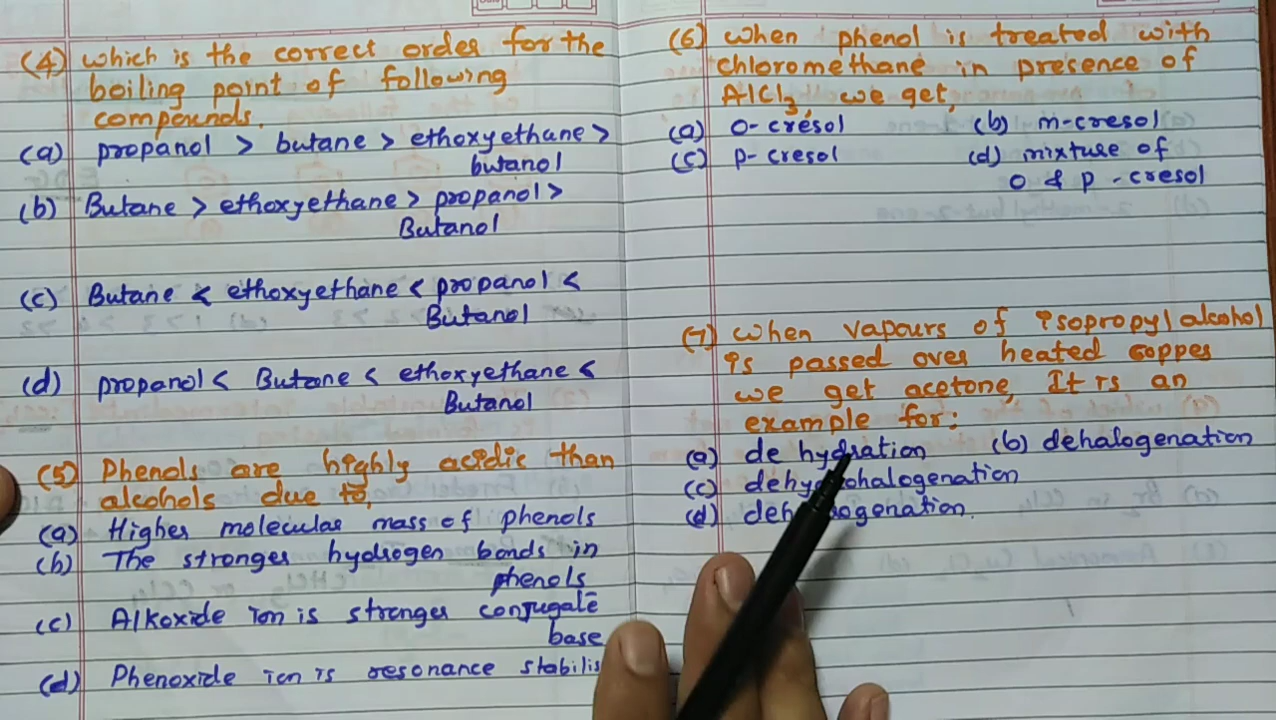 (4) which is the correct order for the
boiling point of following
compounds.
(a) propanol > butane > ethoxyethane >
butanol
(b) Butane > ethoxyethane > propanol >
Butanol
(c) Butane < ethoxyethane < propanol <
Butanol
(d) propanol < Butane < ethoxyethane <
Butanol
(5) Phenols are highly acidic than
alcohols due to,
(a) Higher molecular mass of phenols
(b) The stronger hydrogen bonds in
phenols
(c) Alkoxide ion is stronger conjugate
base
(d) Phenoxide ion is resonance stabilis
(6) when phenol is treated with
chloromethane in presence of
AlCl3, we get,
(a) o-cresol (b) m-cresol
(c) p-cresol (d) mixture of
o & p-cresol
(7) when vapours of isopropyl alcohol
is passed over heated copper
we get acetone, It is an
example for:
(a) dehydration (b) dehalogenation
(c) dehydrohalogenation
(d) dehydrogenation.